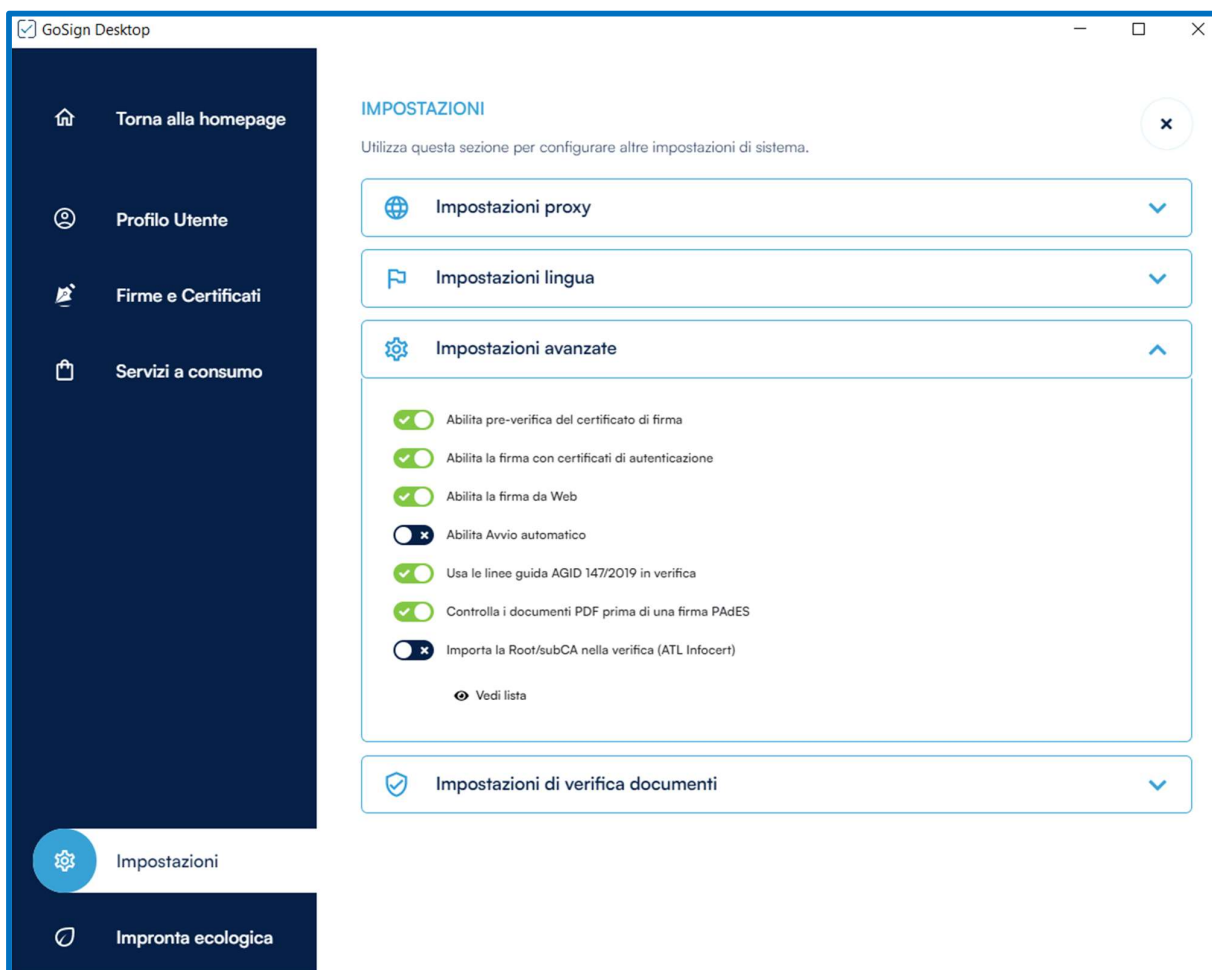 GoSign Desktop
Torna alla homepage
Profilo Utente
Firme e Certificati
Servizi a consumo
Impostazioni
Impronta ecologica
IMPOSTAZIONI
Utilizza questa sezione per configurare altre impostazioni di sistema.
Impostazioni proxy
Impostazioni lingua
Impostazioni avanzate
Abilita pre-verifica del certificato di firma
Abilita la firma con certificati di autenticazione
Abilita la firma da Web
Abilita Avvio automatico
Usa le linee guida AGID 147/2019 in verifica
Controlla i documenti PDF prima di una firma PAdES
Importa la Root/subCA nella verifica (ATL Infocert)
Vedi lista
Impostazioni di verifica documenti